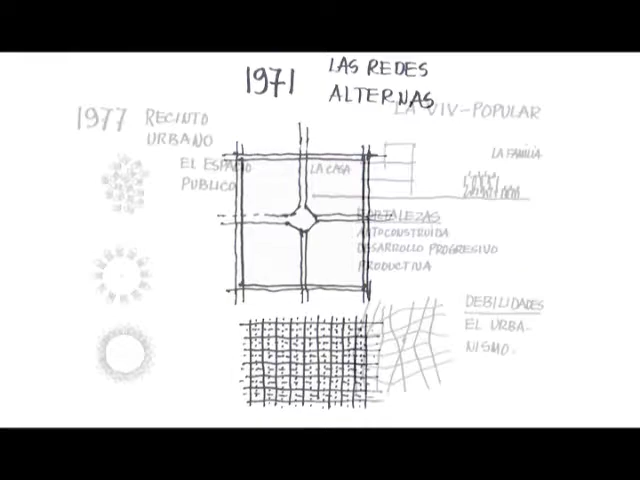 1971
LAS REDES
ALTERNAS
1977
RECINTO
URBANO
EL ESPACIO
PUBLICO
LA VIV-POPULAR
LA FAMILIA
LA CASA
FORTALEZAS
AUTOCONSTRUIDA
DESARROLLO PROGRESIVO
PRODUCTIVA
DEBILIDADES
EL URBA-
NISMO.